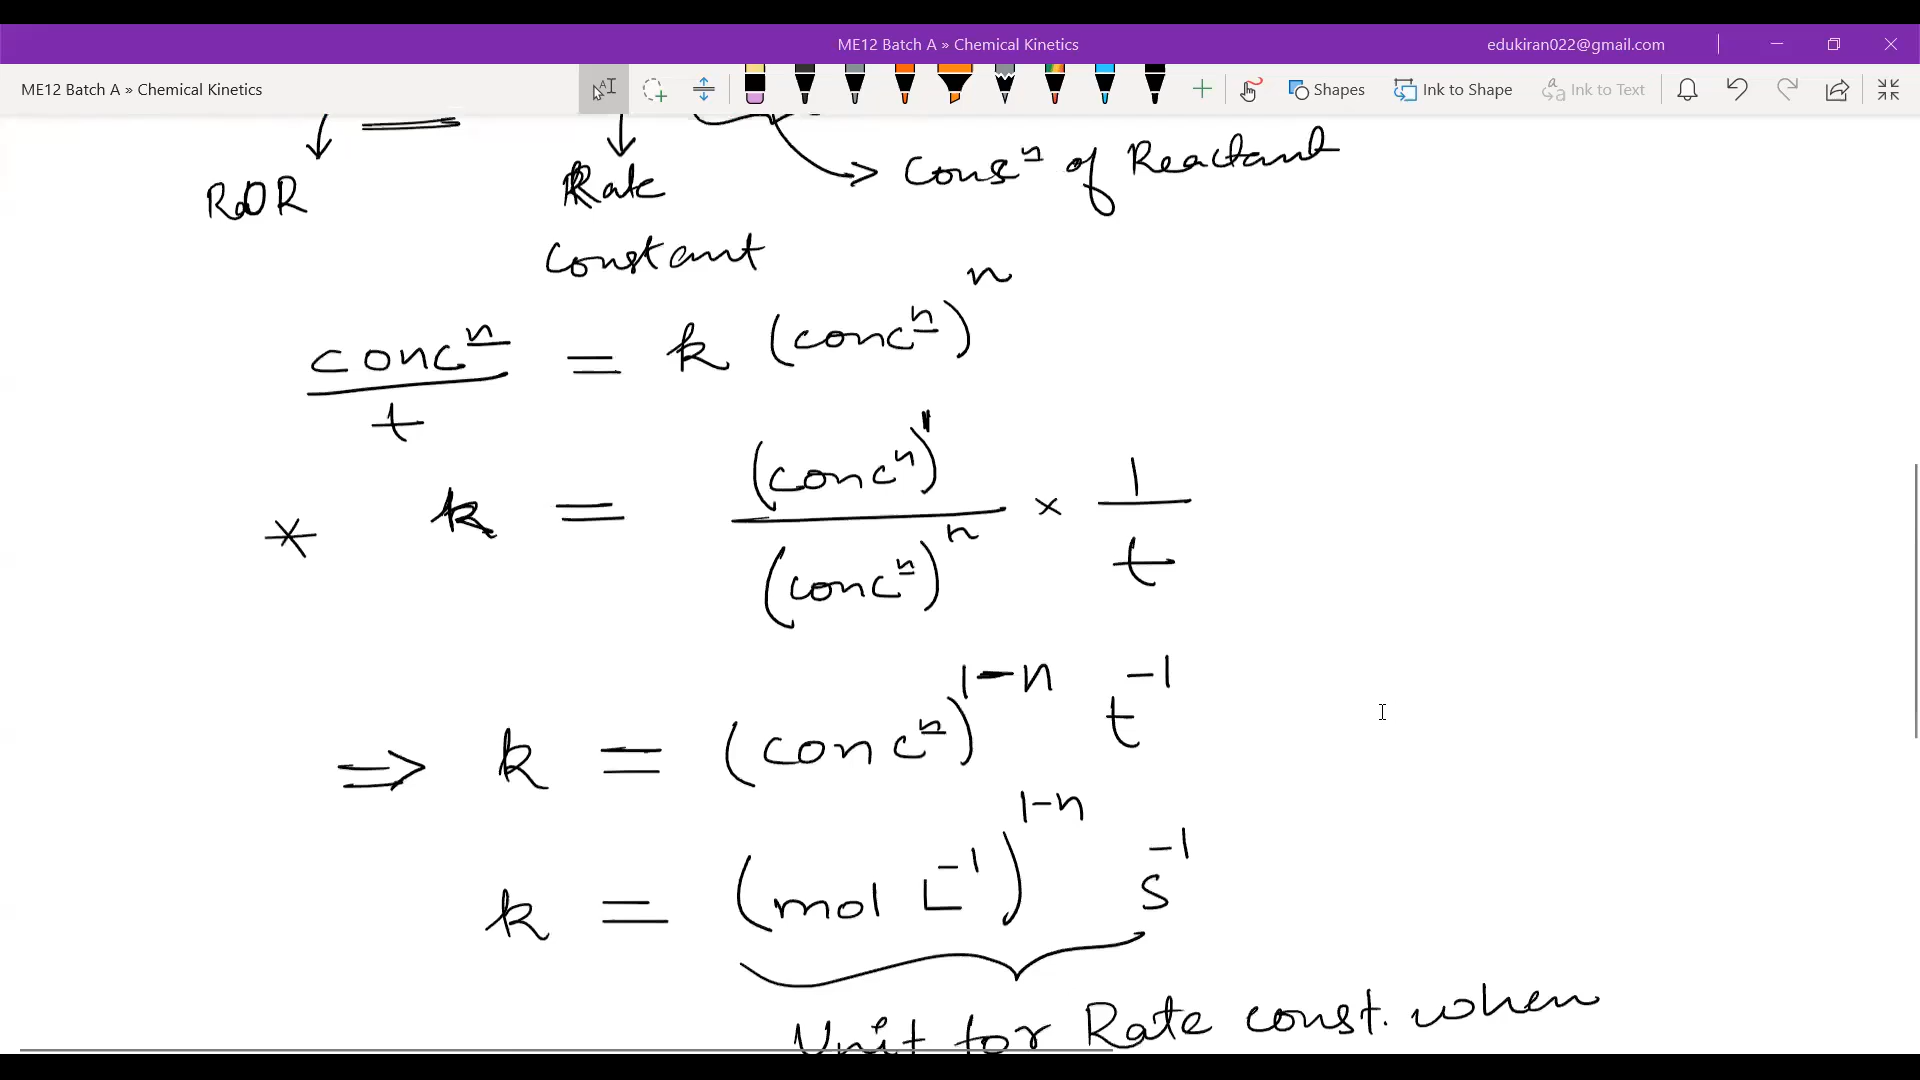 ME12 Batch A » Chemical Kinetics
edukiran022@gmail.com
ME12 Batch A » Chemical Kinetics
Shapes
Ink to Shape
Ink to Text
ROR
Rate
constant
→ Consⁿ of Reactant
concⁿ / t = k (concⁿ)ⁿ
* k = (concⁿ)¹ / (concⁿ)ⁿ × 1 / t
⇒ k = (concⁿ)¹⁻ⁿ t⁻¹
k = (mol L⁻¹)¹⁻ⁿ s⁻¹
Unit for Rate const. when